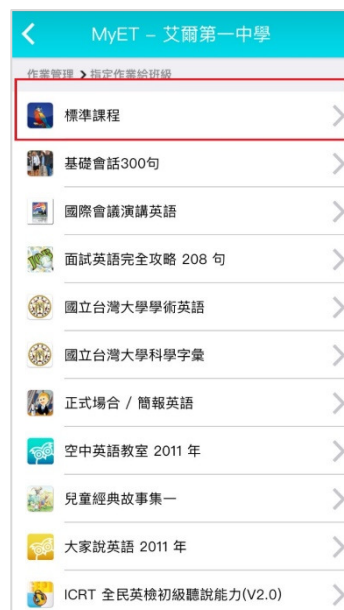 MyET – 艾爾第一中學
作業管理 > 指定作業給班級
標準課程
基礎會話300句
國際會議演講英語
面試英語完全攻略 208 句
國立台灣大學學術英語
國立台灣大學科學字彙
正式場合 / 簡報英語
空中英語教室 2011 年
兒童經典故事集一
大家說英語 2011 年
ICRT 全民英檢初級聽說能力(V2.0)